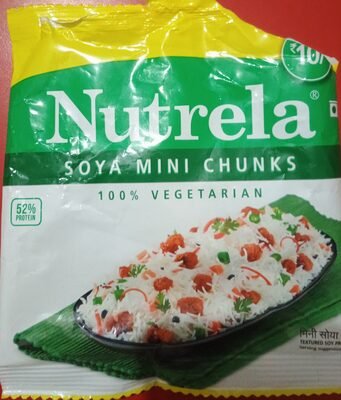 ₹10/
Nutrela®
SOYA MINI CHUNKS
100% VEGETARIAN
52%
PROTEIN
मिनी सोया
TEXTURED SOY PR